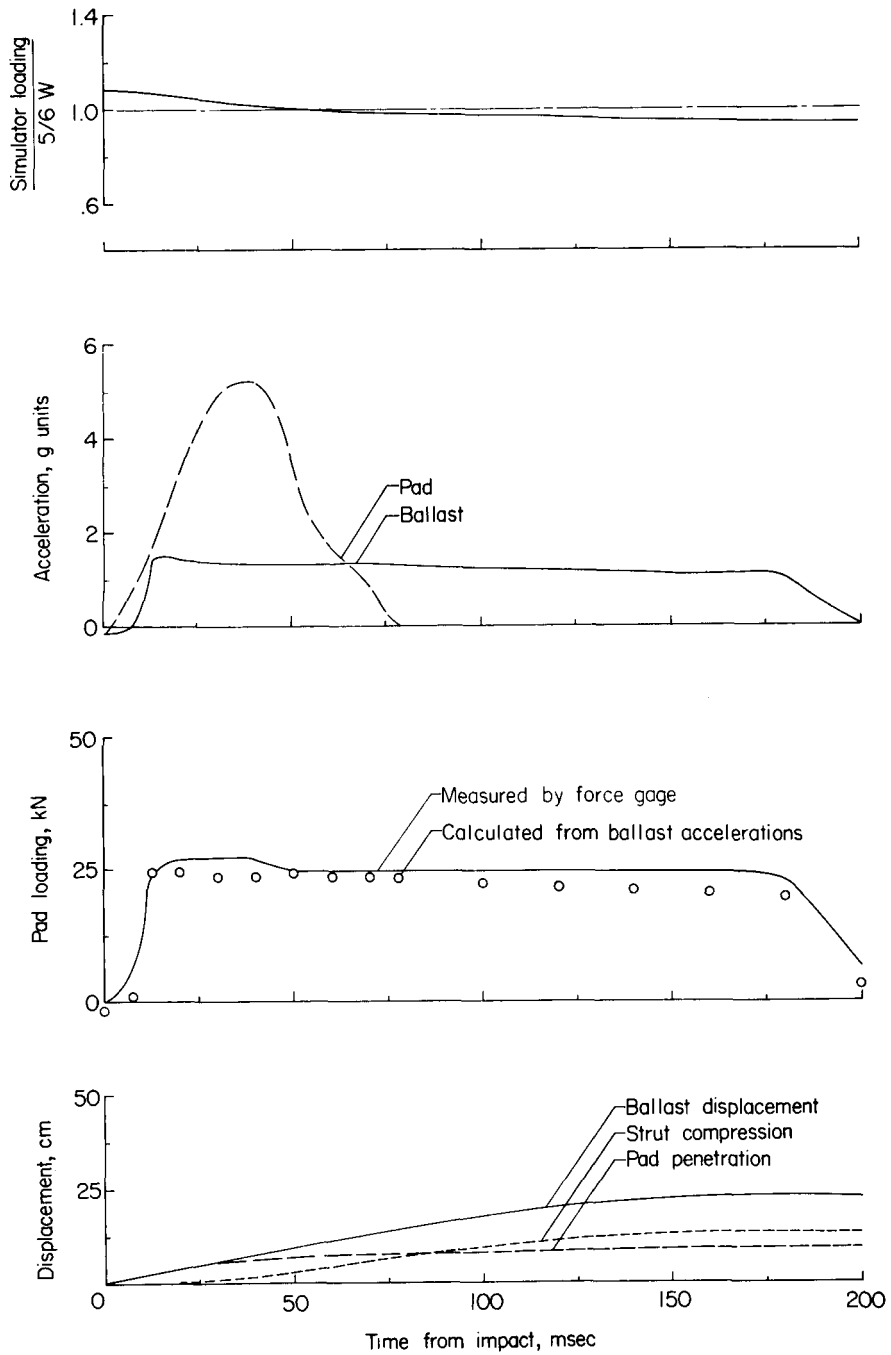 1.4
Simulator loading
5/6 W
1.0
.6
6
Acceleration, g units
4
Pad
Ballast
2
0
50
Pad loading, kN
Measured by force gage
Calculated from ballast accelerations
25
0
50
Displacement, cm
Ballast displacement
Strut compression
Pad penetration
25
0 50 100 150 200
Time from impact, msec